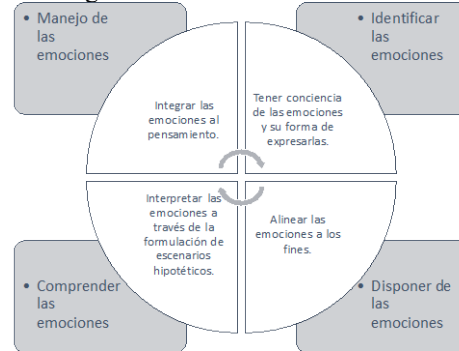 • Manejo de
las
emociones
• Identificar
las
emociones
Integrar las
emociones al
pensamiento.
Tener conciencia
de las emociones
y su forma de
expresarlas.
Interpretar las
emociones a
través de la
formulación de
escenarios
hipotéticos.
Alinear las
emociones a los
fines.
• Comprender
las
emociones
• Disponer de
las
emociones